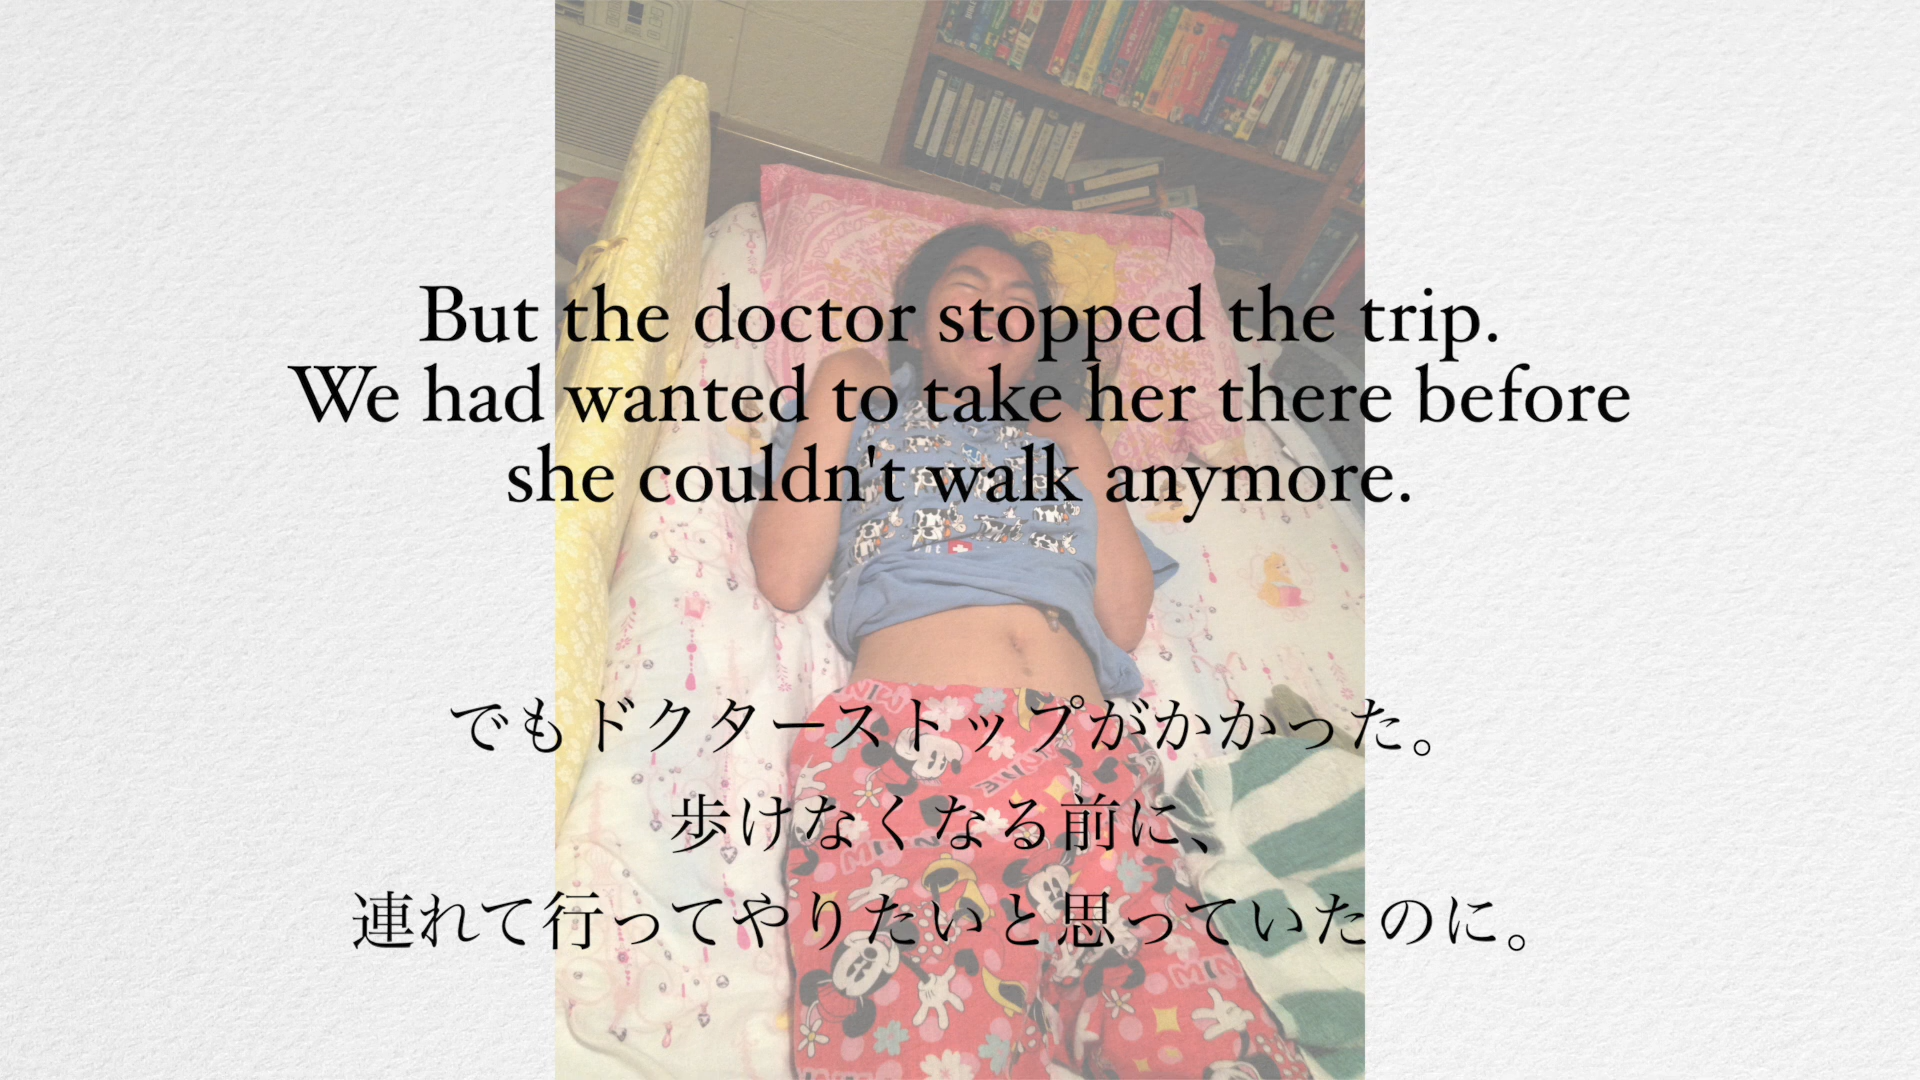 But the doctor stopped the trip.
We had wanted to take her there before
she couldn't walk anymore.
でもドクターストップがかかった。
歩けなくなる前に、
連れて行ってやりたいと思っていたのに。